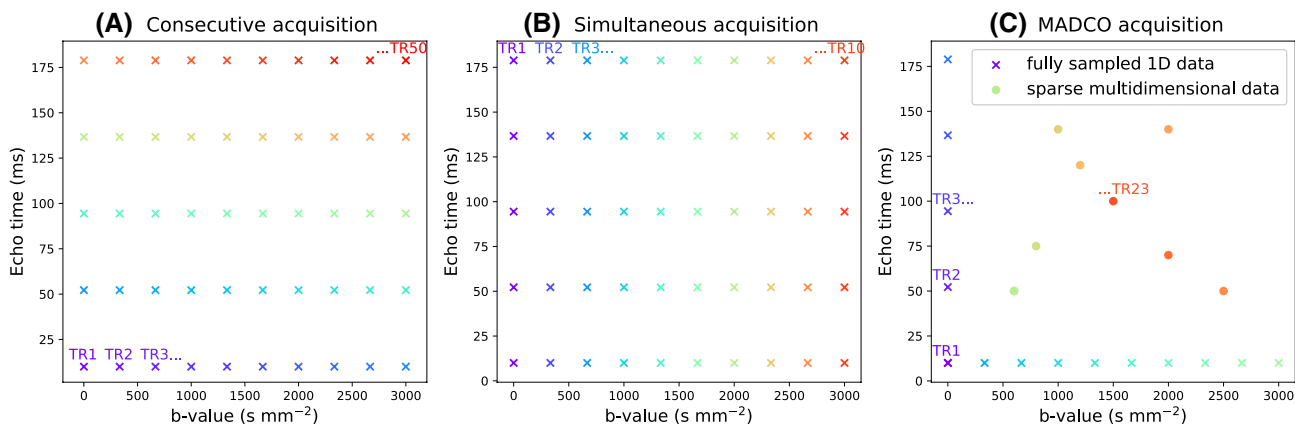 (A) Consecutive acquisition
...TR50
175
150
125
100
75
50
25
Echo time (ms)
TR1 TR2 TR3...
0 500 1000 1500 2000 2500 3000
b-value (s mm⁻²)
(B) Simultaneous acquisition
TR1 TR2 TR3... ...TR10
175
150
125
100
75
50
25
0
Echo time (ms)
0 500 1000 1500 2000 2500 3000
b-value (s mm⁻²)
(C) MADCO acquisition
fully sampled 1D data
sparse multidimensional data
175
150
125
100
75
50
25
0
Echo time (ms)
...TR23
TR3...
TR2
TR1
0 500 1000 1500 2000 2500 3000
b-value (s mm⁻²)